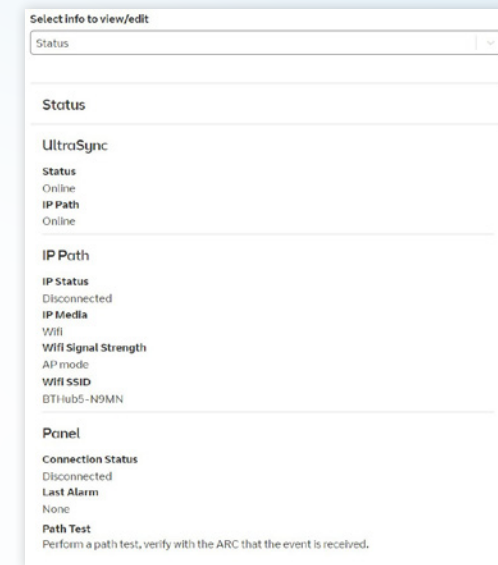 Select info to view/edit
Status
Status
UltraSync
Status
Online
IP Path
Online
IP Path
IP Status
Disconnected
IP Media
Wifi
Wifi Signal Strength
AP mode
Wifi SSID
BTHub5-N9MN
Panel
Connection Status
Disconnected
Last Alarm
None
Path Test
Perform a path test, verify with the ARC that the event is received.